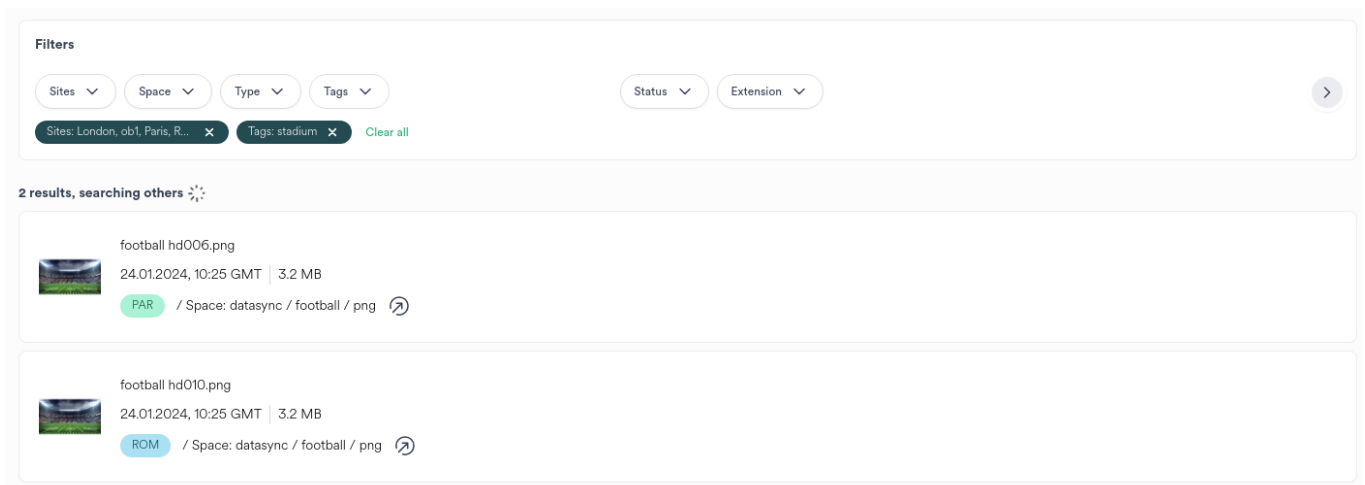 Filters
Sites Space Type Tags Status Extension
Sites: London, ob1, Paris, R... Tags: stadium Clear all
2 results, searching others
football hd006.png
24.01.2024, 10:25 GMT 3.2 MB
PAR / Space: datasync / football / png
football hd010.png
24.01.2024, 10:25 GMT 3.2 MB
ROM / Space: datasync / football / png